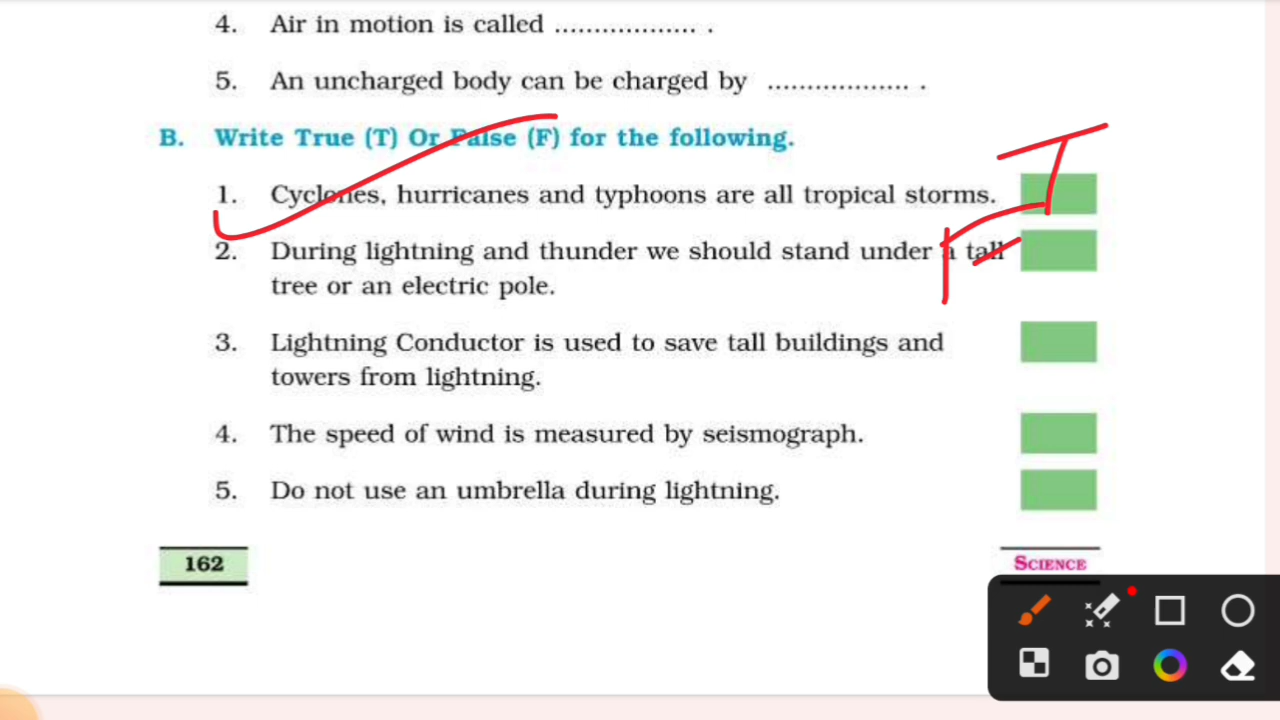 4. Air in motion is called .................. .
5. An uncharged body can be charged by .................. .
B. Write True (T) Or False (F) for the following.
1. Cyclones, hurricanes and typhoons are all tropical storms. T
2. During lightning and thunder we should stand under a tall F
tree or an electric pole.
3. Lightning Conductor is used to save tall buildings and
towers from lightning.
4. The speed of wind is measured by seismograph.
5. Do not use an umbrella during lightning.
162 SCIENCE